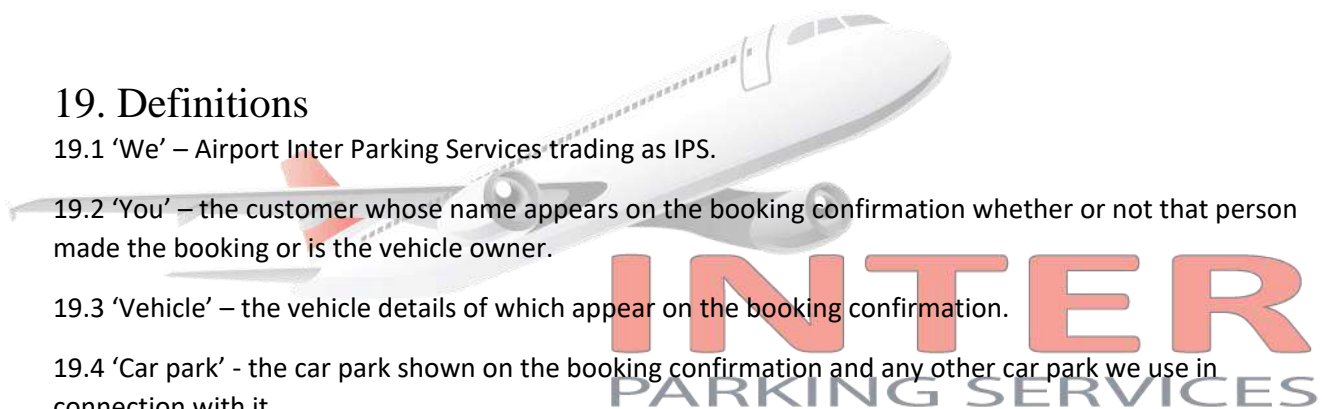 19. Definitions
19.1 ‘We’ – Airport Inter Parking Services trading as IPS.
19.2 ‘You’ – the customer whose name appears on the booking confirmation whether or not that person
made the booking or is the vehicle owner.
19.3 ‘Vehicle’ – the vehicle details of which appear on the booking confirmation.
19.4 ‘Car park’ - the car park shown on the booking confirmation and any other car park we use in
connection with it
INTER
PARKING SERVICES